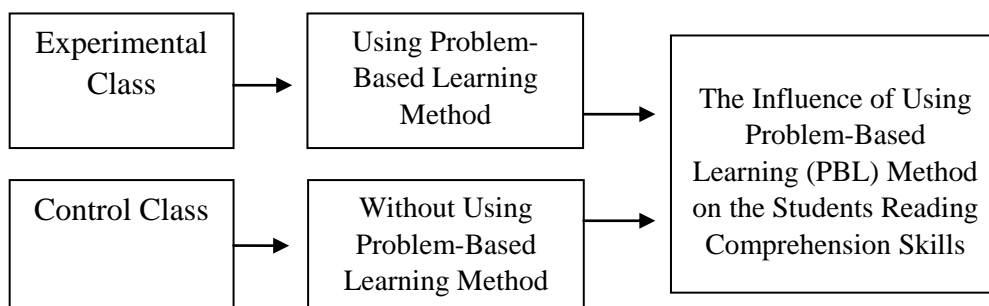 Experimental
Class
Using Problem-
Based Learning
Method
Control Class
Without Using
Problem-Based
Learning Method
The Influence of Using
Problem-Based
Learning (PBL) Method
on the Students Reading
Comprehension Skills